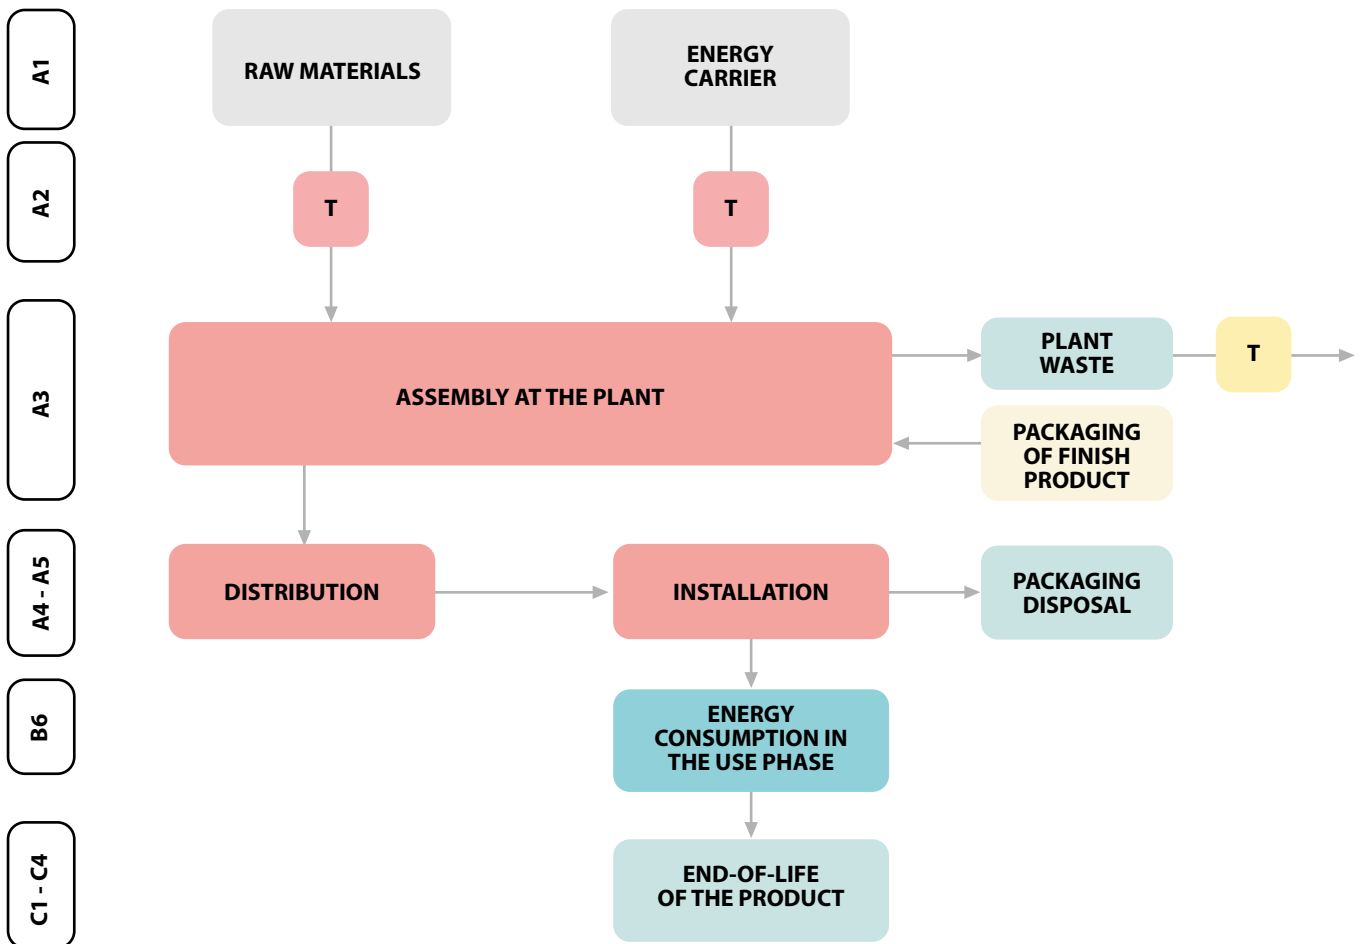 A1
RAW MATERIALS
ENERGY
CARRIER
A2
T
T
A3
ASSEMBLY AT THE PLANT
PLANT
WASTE
T
PACKAGING
OF FINISH
PRODUCT
A4 - A5
DISTRIBUTION
INSTALLATION
PACKAGING
DISPOSAL
B6
ENERGY
CONSUMPTION IN
THE USE PHASE
C1 - C4
END-OF-LIFE
OF THE PRODUCT